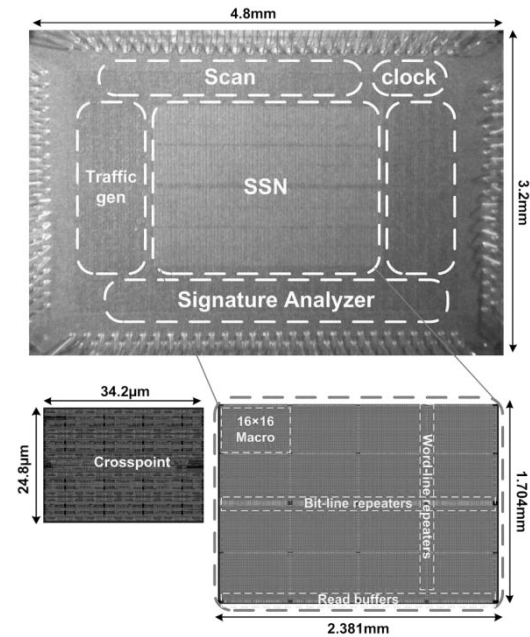 4.8mm
Scan
clock
Traffic
gen
SSN
3.2mm
Signature Analyzer
34.2µm
24.8µm
Crosspoint
16×16
Macro
Word-line repeaters
Bit-line repeaters
Read buffers
1.704mm
2.381mm